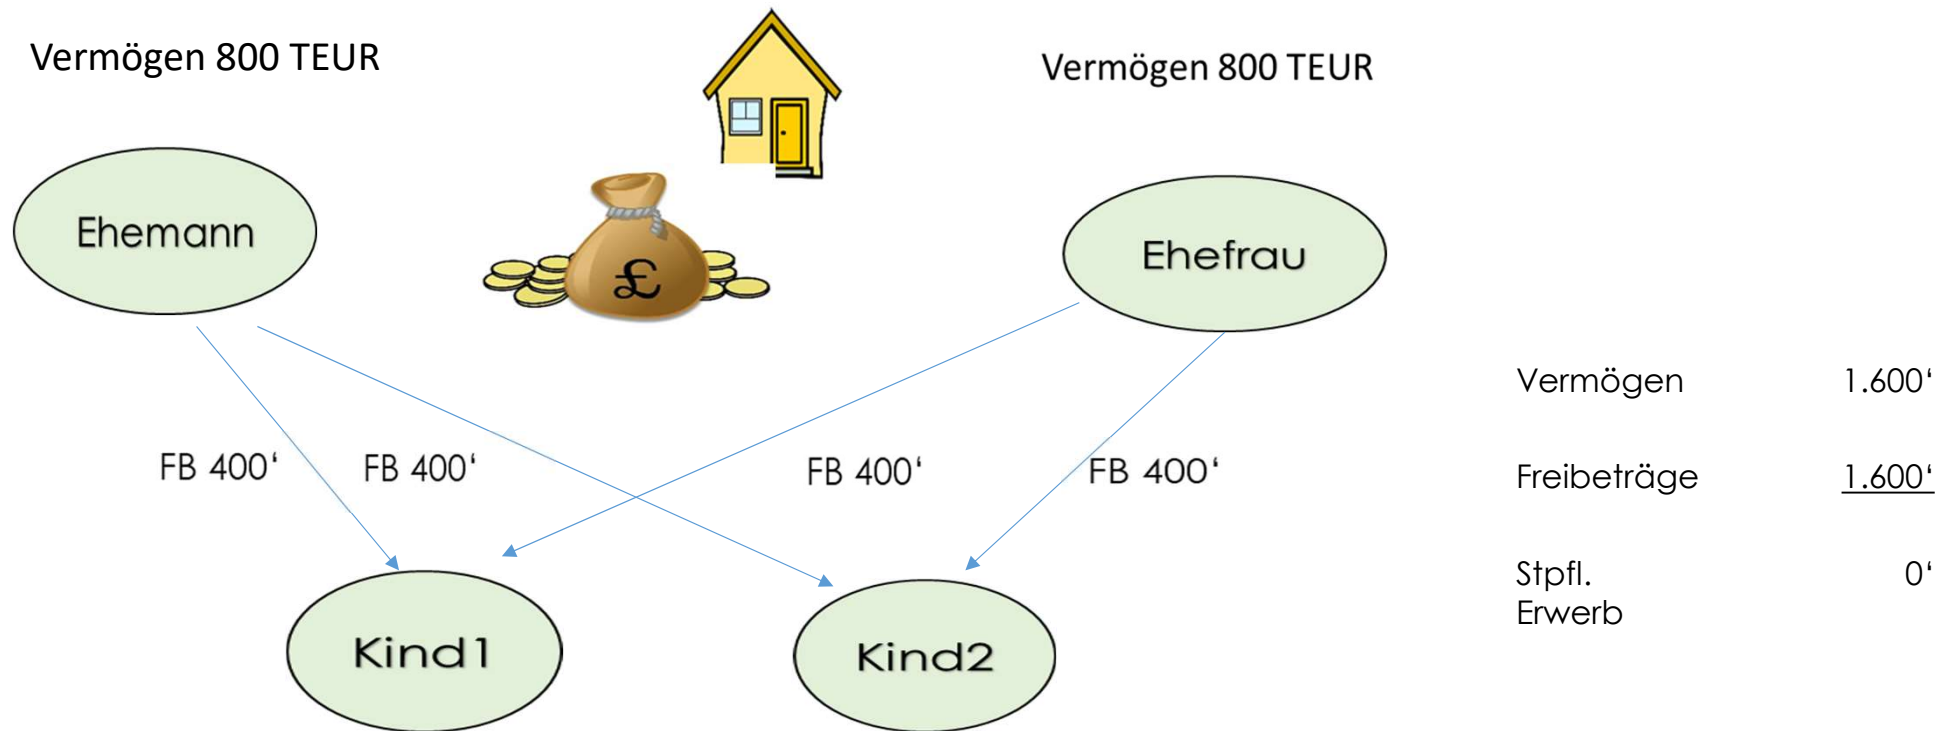 Vermögen 800 TEUR
Vermögen 800 TEUR
Ehemann
£
Ehefrau
Vermögen 1.600‘
FB 400‘
FB 400‘
FB 400‘
FB 400‘
Freibeträge 1.600‘
Stpfl. 0‘
Erwerb
Kind1
Kind2